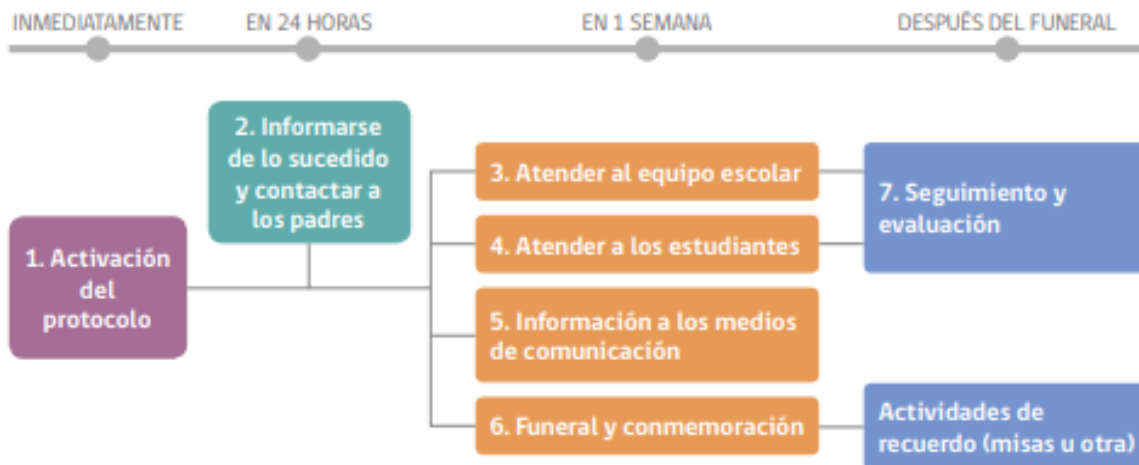 INMEDIATAMENTE
EN 24 HORAS
EN 1 SEMANA
DESPUÉS DEL FUNERAL
1. Activación
del
protocolo
2. Informarse
de lo sucedido
y contactar a
los padres
3. Atender al equipo escolar
4. Atender a los estudiantes
5. Información a los medios
de comunicación
6. Funeral y conmemoración
7. Seguimiento y
evaluación
Actividades de
recuerdo (misas u otra)